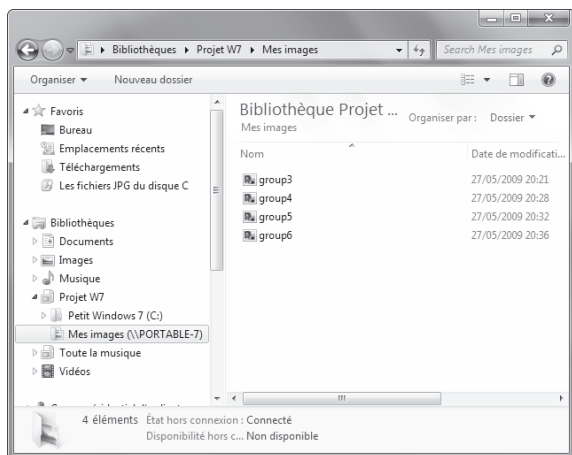 Bibliothèques Projet W7 Mes images
Search Mes images
Organiser Nouveau dossier
Favoris
Bureau
Emplacements récents
Téléchargements
Les fichiers JPG du disque C
Bibliothèques
Documents
Images
Musique
Projet W7
Petit Windows 7 (C:)
Mes images (\\PORTABLE-7)
Toute la musique
Vidéos
Bibliothèque Projet ...
Mes images
Organiser par : Dossier
Nom Date de modificati...
group3 27/05/2009 20:21
group4 27/05/2009 20:28
group5 27/05/2009 20:32
group6 27/05/2009 20:36
4 éléments État hors connexion : Connecté
Disponibilité hors c... Non disponible